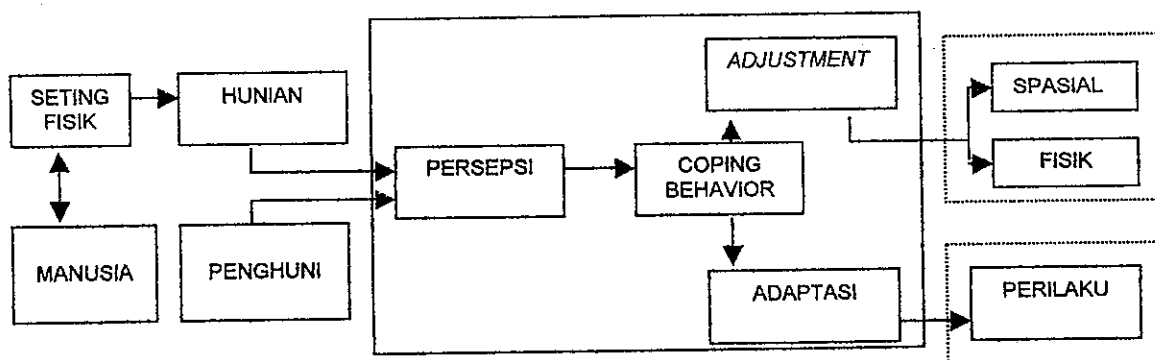 SETING
FISIK
HUNIAN
MANUSIA
PENGHUNI
PERSEPSI
COPING
BEHAVIOR
ADJUSTMENT
ADAPTASI
SPASIAL
FISIK
PERILAKU